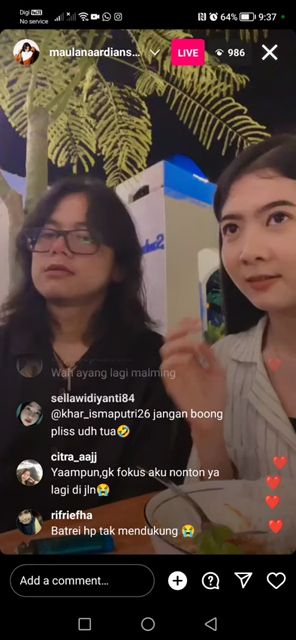 Digi VoLTE
No service
64%
9:37
maulanaardians...
LIVE
986
Wah ayang lagi malming
sellawidiyanti84
@khar_ismaputri26 jangan boong
pliss udh tua🤣
citra_aajj
Yaampun,gk fokus aku nonton ya
lagi di jln😭
rifriefha
Batrei hp tak mendukung 😭
Add a comment...